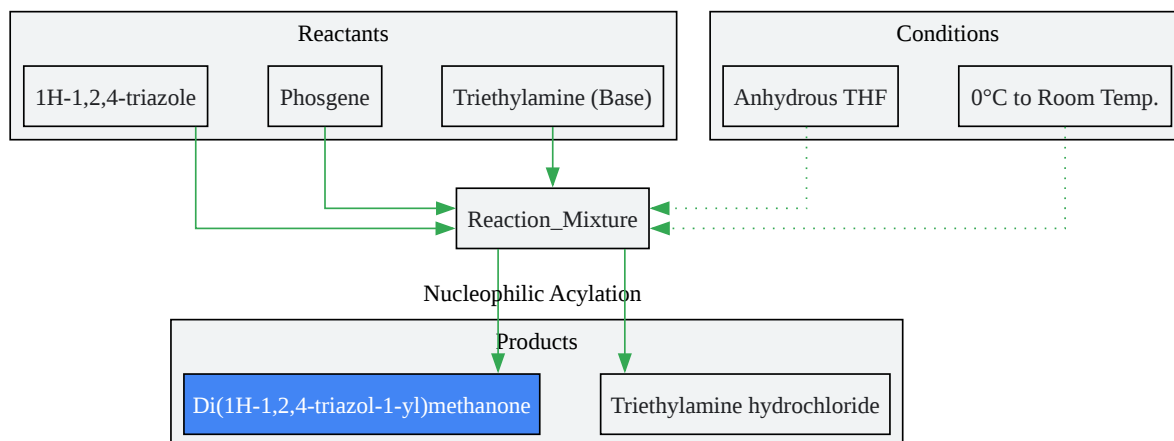 Reactants
Conditions
1H-1,2,4-triazole
Phosgene
Triethylamine (Base)
Anhydrous THF
0°C to Room Temp.
Reaction_Mixture
Nucleophilic Acylation
Products
Di(1H-1,2,4-triazol-1-yl)methanone
Triethylamine hydrochloride